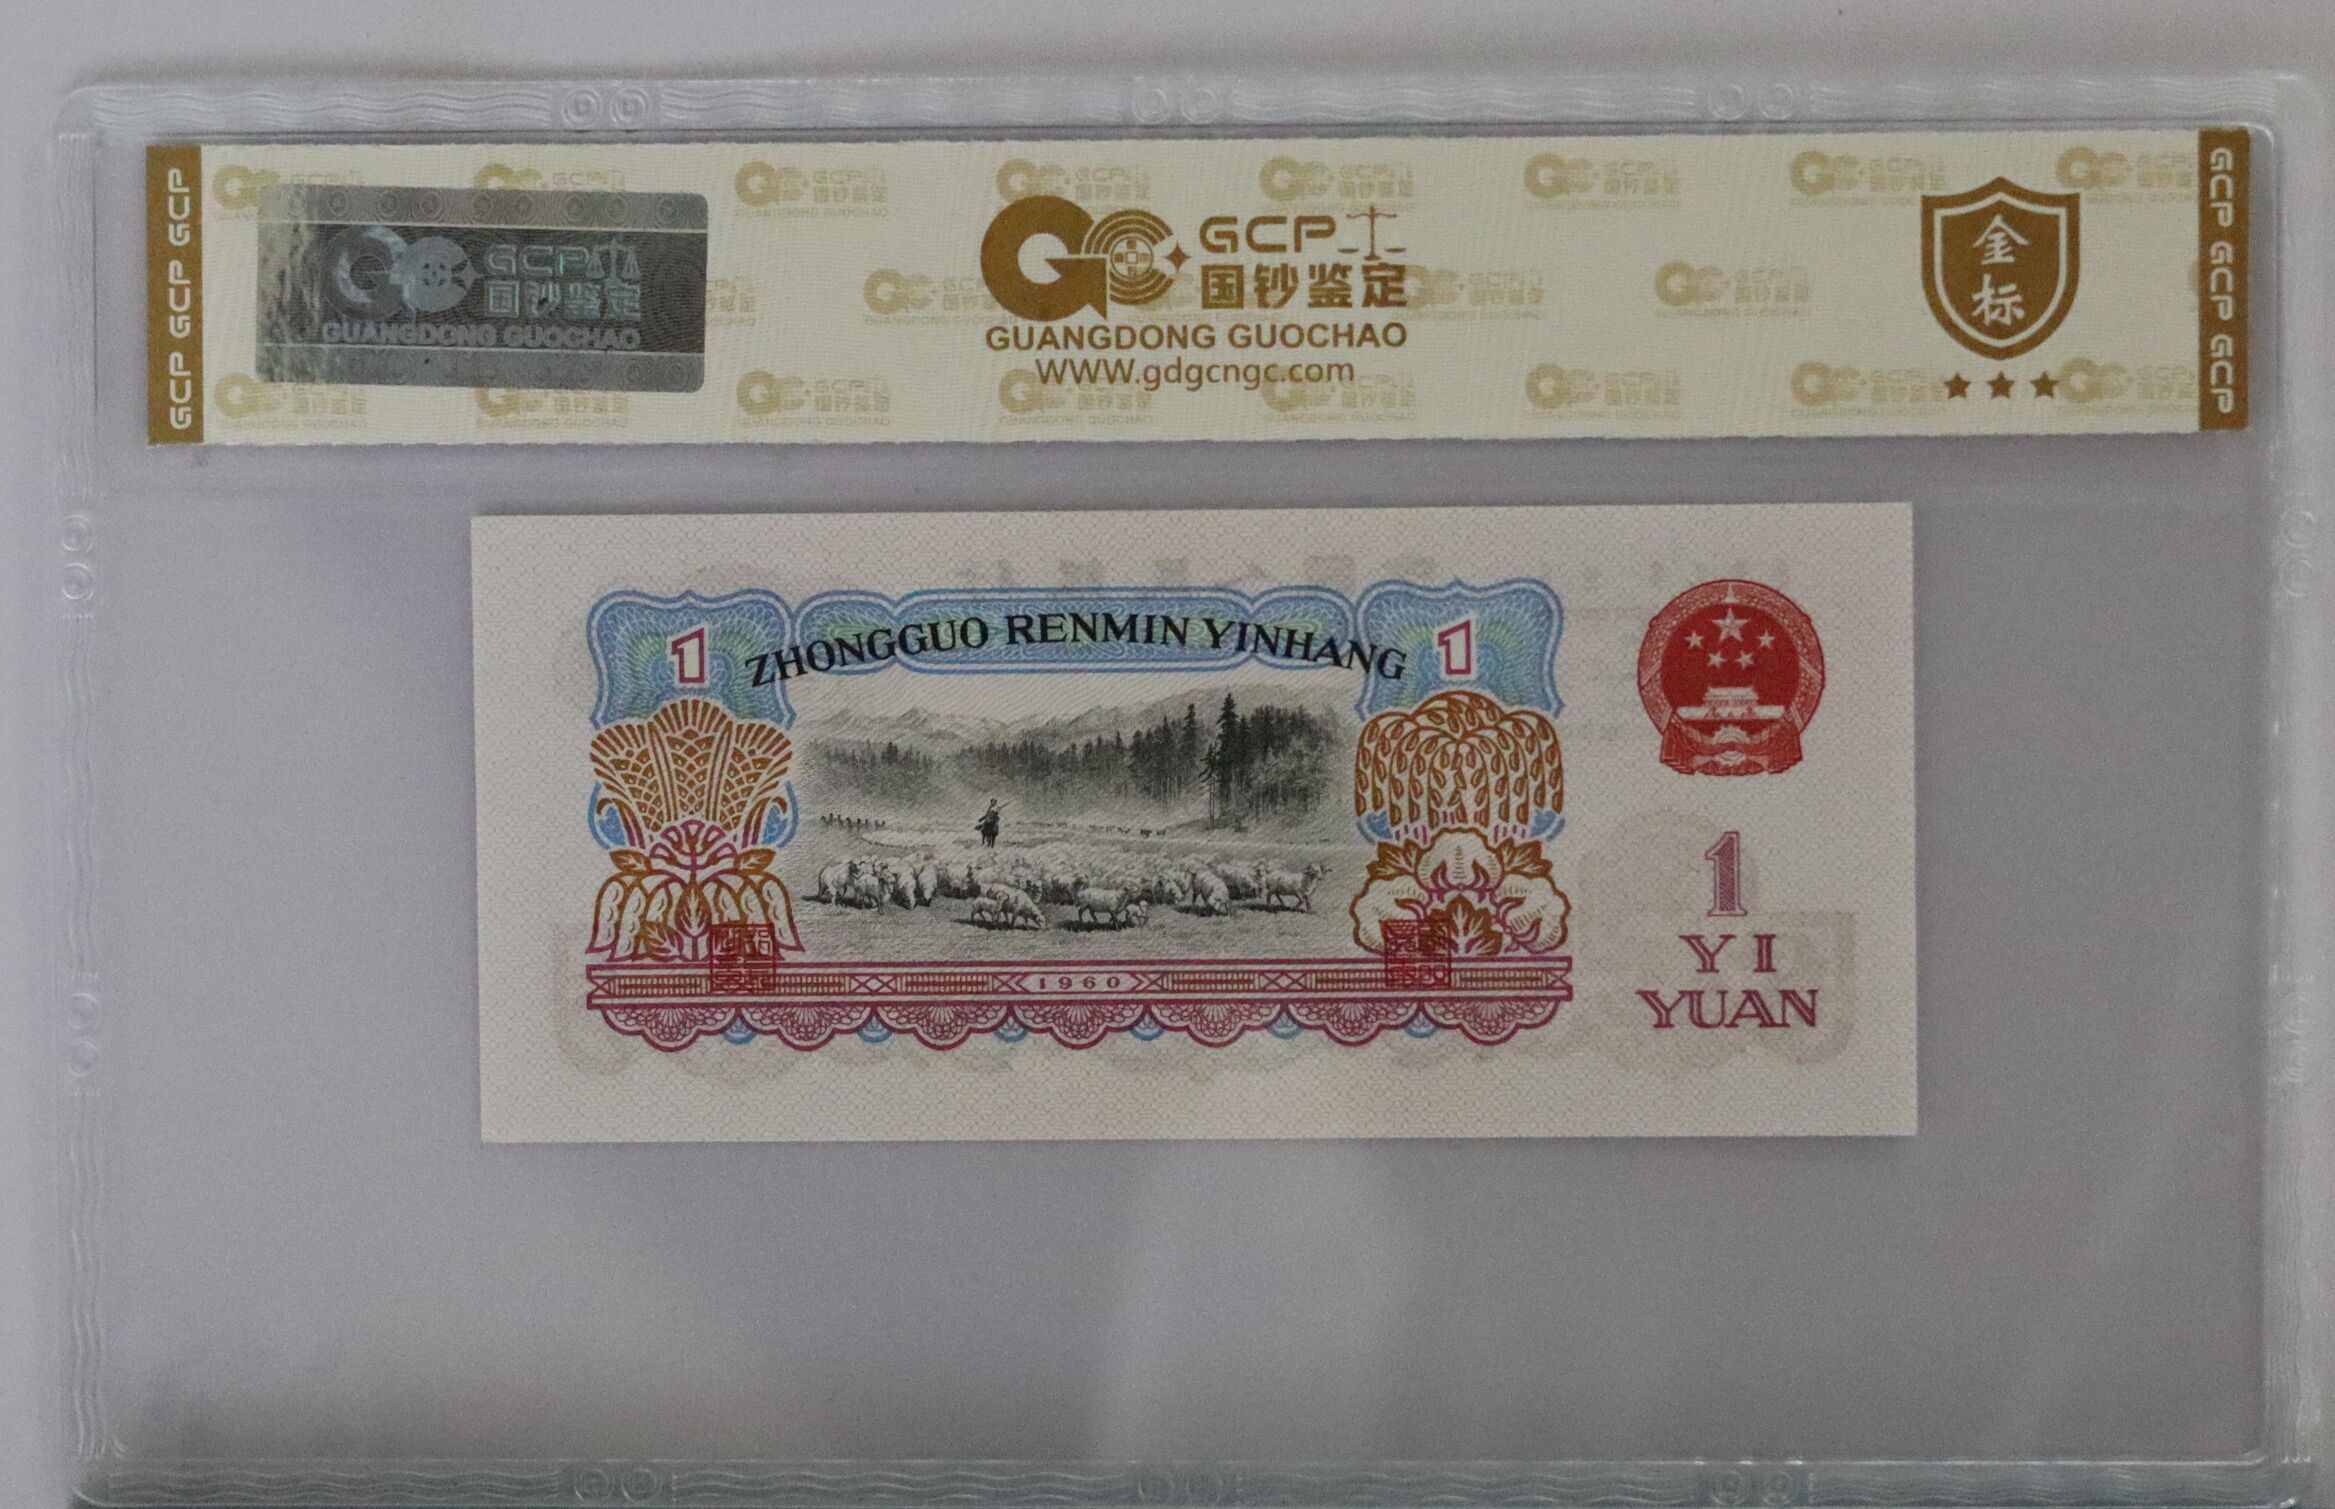 GCP GCP GCP
GCP
国钞鉴定
GUANGDONG GUOCHAO
GCP
国钞鉴定
GUANGDONG GUOCHAO
WWW.gdgcngc.com
金标
GCP GCP GCP
1
ZHONGGUO RENMIN YINHANG
1
1960
1
YI
YUAN